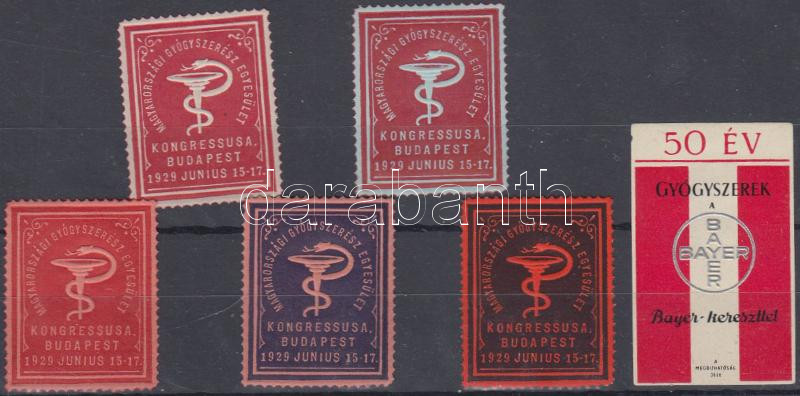 MAGYARORSZÁGI GYÓGYSZERÉSZ EGYESÜLET
KONGRESSUSA,
BUDAPEST
1929 JUNIUS 15-17.
MAGYARORSZÁGI GYÓGYSZERÉSZ EGYESÜLET
KONGRESSUSA,
BUDAPEST
1929 JUNIUS 15-17.
50 ÉV
GYÓGYSZEREK
A
BAYER
BAYER
Bayer-kereszttel
A
MEGBIZHATÓSÁG
JELE
darabanth
MAGYARORSZÁGI GYÓGYSZERÉSZ EGYESÜLET
KONGRESSUSA,
BUDAPEST
1929 JUNIUS 15-17.
MAGYARORSZÁGI GYÓGYSZERÉSZ EGYESÜLET
KONGRESSUSA,
BUDAPEST
1929 JUNIUS 15-17.
MAGYARORSZÁGI GYÓGYSZERÉSZ EGYESÜLET
KONGRESSUSA,
BUDAPEST
1929 JUNIUS 15-17.